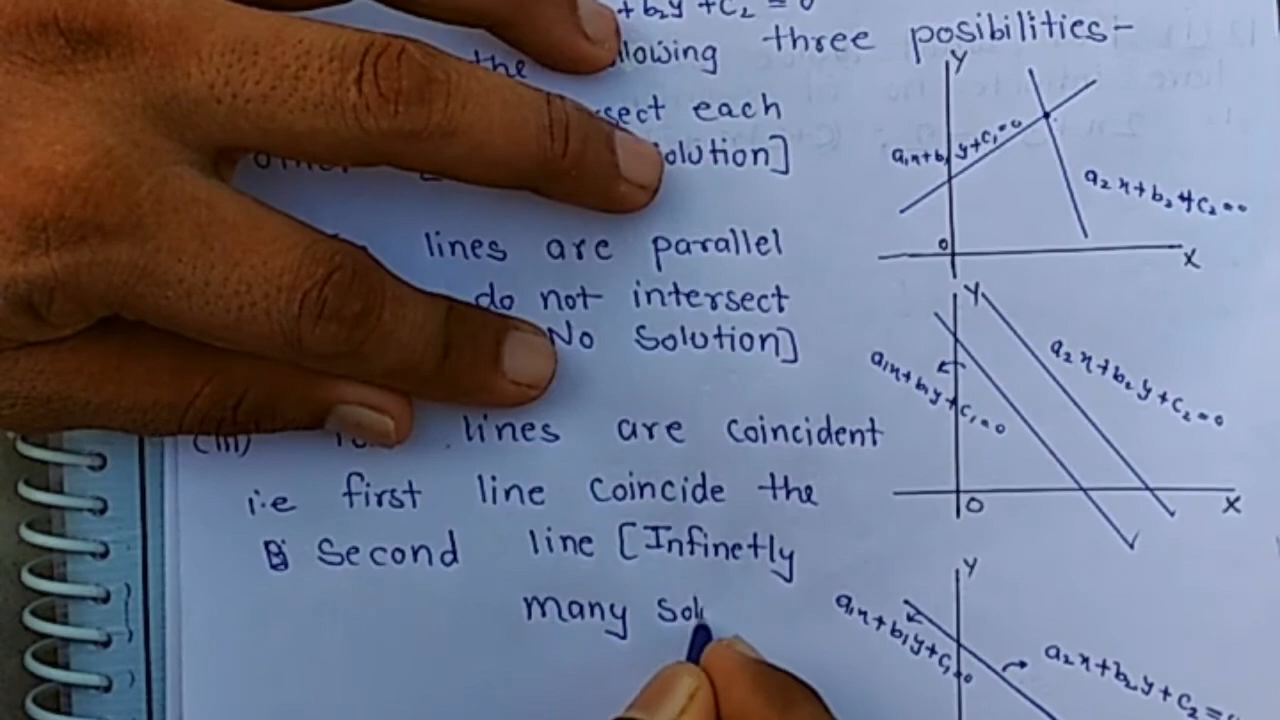 + b₂y + c₂ = 0
the llowing three posibilities-
sect each
olution]
lines are parallel
do not intersect
No Solution]
(iii) lines are coincident
i.e first line coincide the
Second line [Infinetly
many sol
Y
a₁x+b₁y+c₁=0
a₂x+b₂y+c₂=0
O
X
Y
a₁x+b₁y+c₁=0
a₂x+b₂y+c₂=0
O
X
Y
a₁x+b₁y+c₁=0
a₂x+b₂y+c₂=0